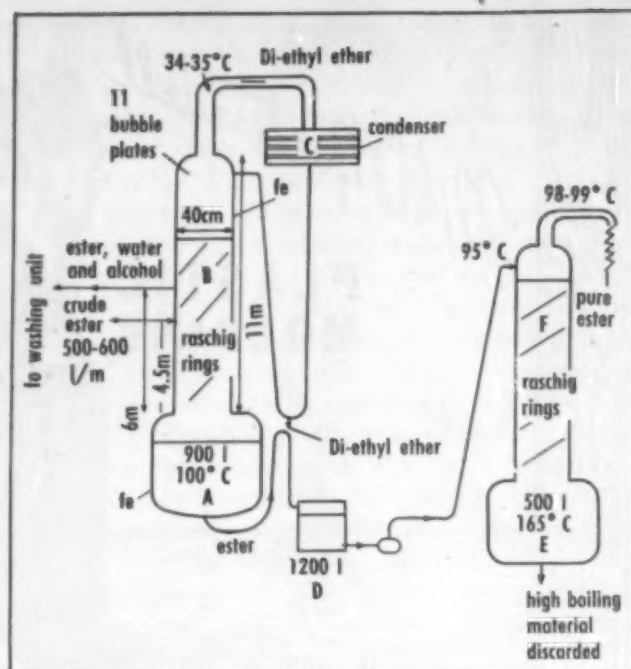 34-35°C
Di-ethyl ether
11
bubble
plates
condenser
C
fe
98-99° C
40cm
ester, water
and alcohol
95° C
B
to washing unit
crude
ester
500-600
l/m
11m
pure
ester
F
raschig
rings
raschig
rings
4.5m
6m
Di-ethyl ether
900 l
100° C
A
fe
500 l
165° C
E
ester
1200 l
D
high boiling
material
discarded